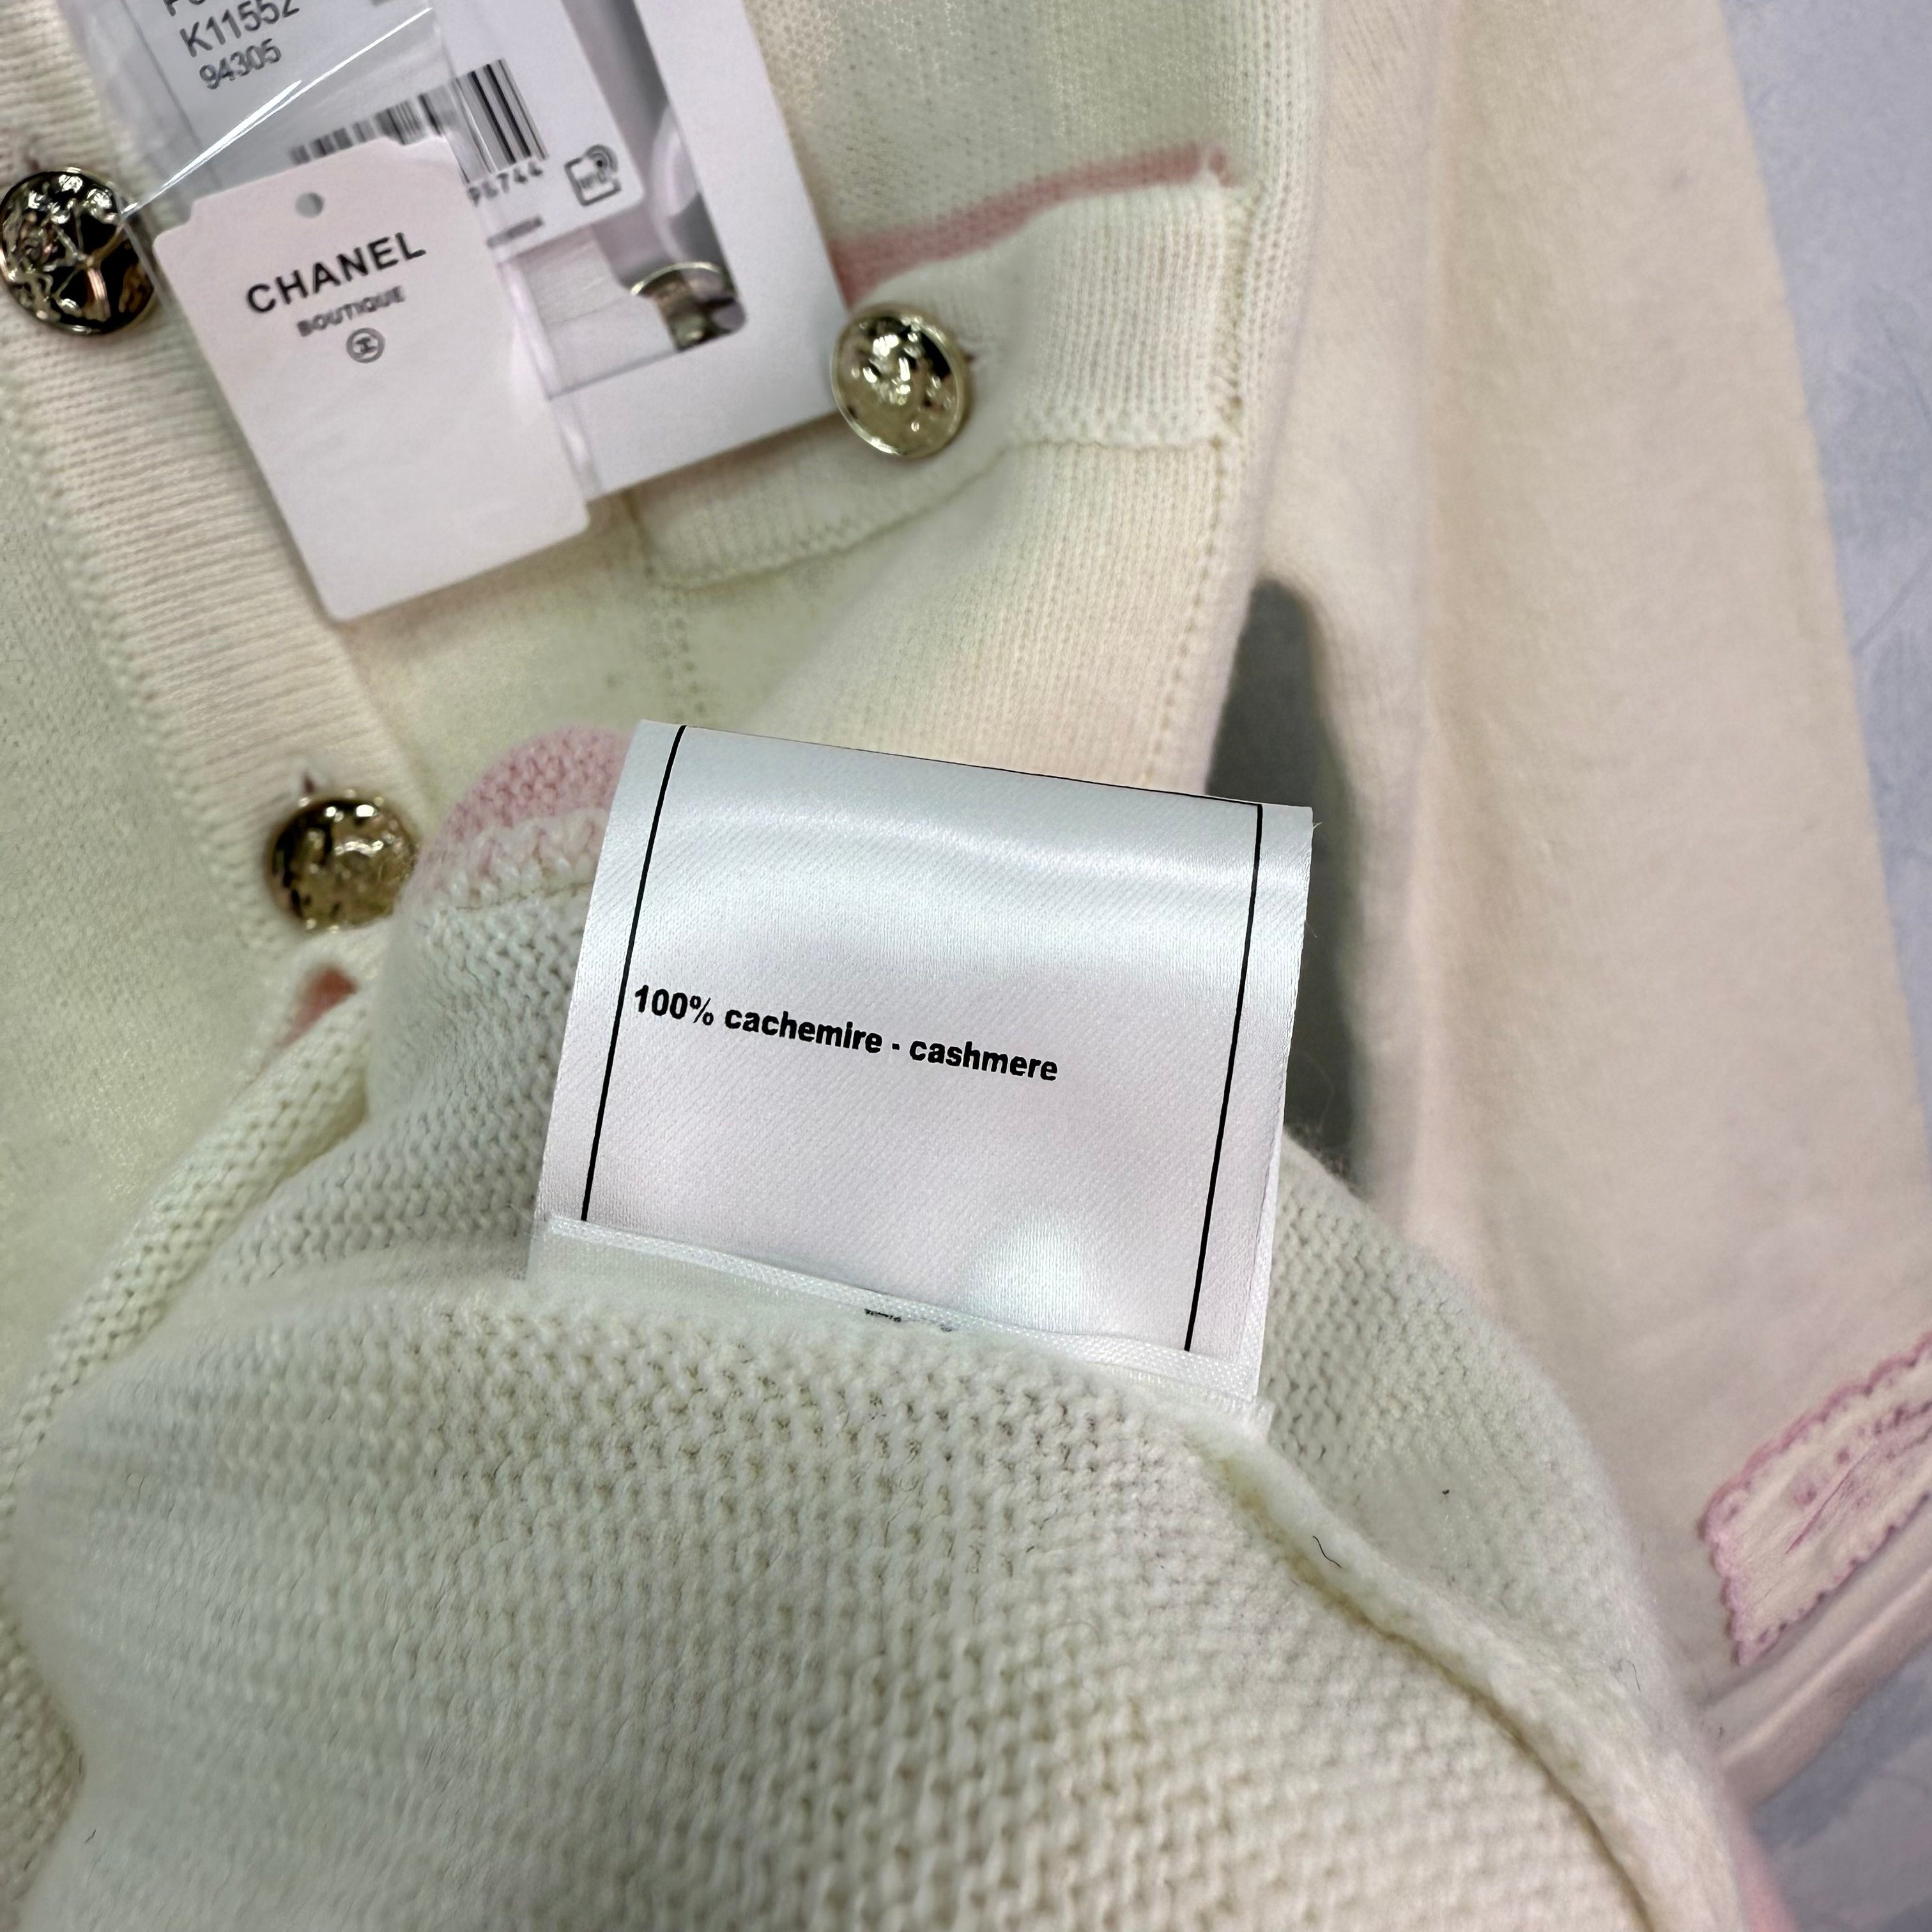 K11552
94305
CHANEL
BOUTIQUE
100% cachemire - cashmere